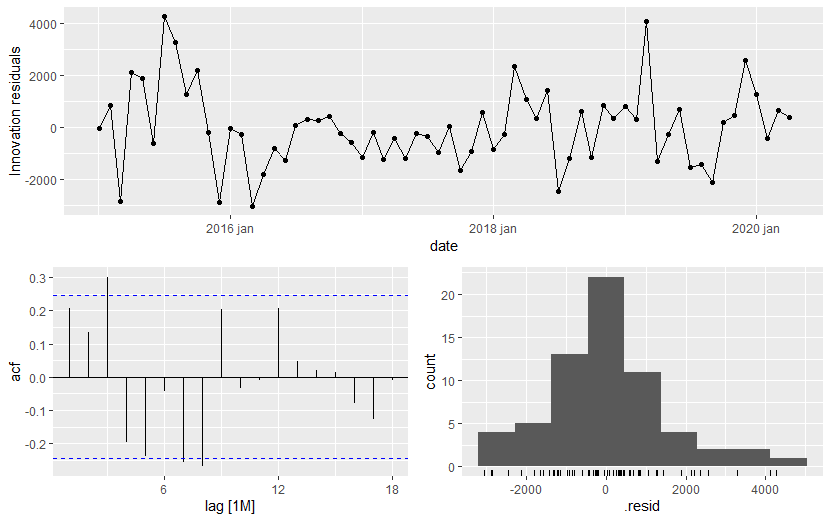 Innovation residuals
4000
2000
0
-2000
2016 jan
2018 jan
2020 jan
date
acf
0.3
0.2
0.1
0.0
-0.1
-0.2
6
12
18
lag [1M]
count
20
15
10
5
0
-2000
0
2000
4000
.resid